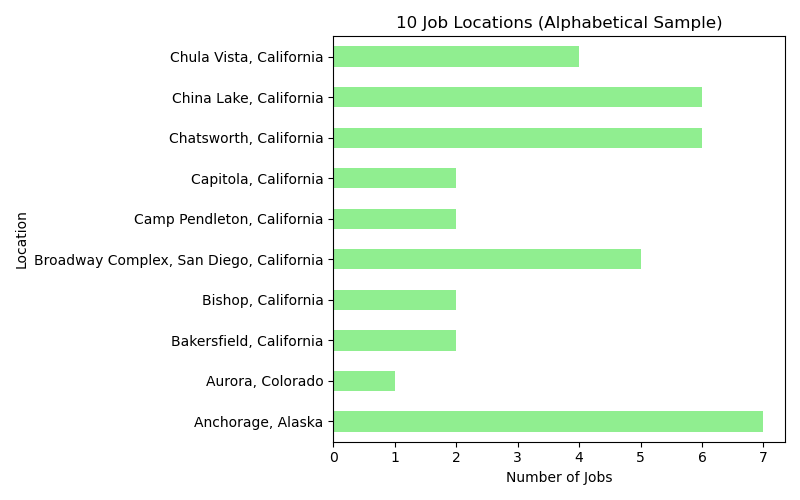 10 Job Locations (Alphabetical Sample)
Chula Vista, California
China Lake, California
Chatsworth, California
Capitola, California
Camp Pendleton, California
Broadway Complex, San Diego, California
Bishop, California
Bakersfield, California
Aurora, Colorado
Anchorage, Alaska
Location
0 1 2 3 4 5 6 7
Number of Jobs